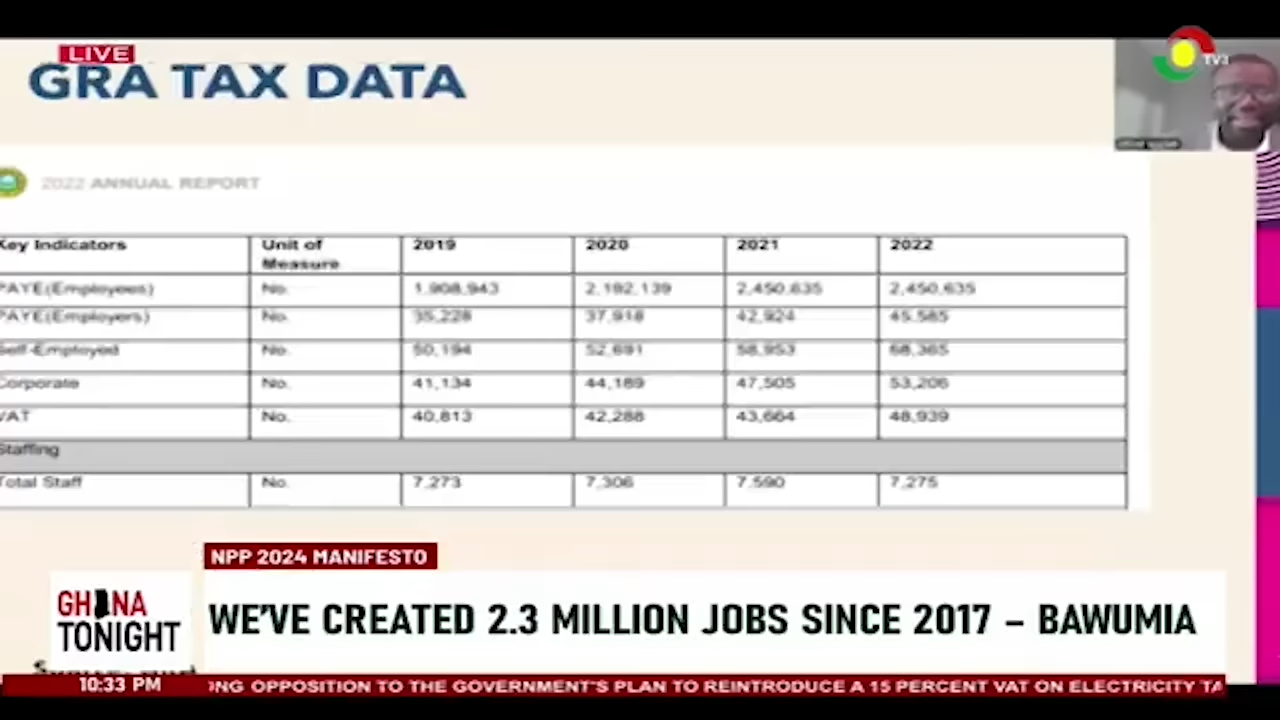 LIVE
GRA TAX DATA
TV3
2022 ANNUAL REPORT
Key Indicators Unit of Measure 2019 2020 2021 2022
PAYE(Employees) No. 1,908,943 2,192,139 2,450,635 2,450,635
PAYE(Employers) No. 35,228 37,918 42,924 45,585
Self-Employed No. 50,194 52,691 58,953 68,365
Corporate No. 41,134 44,189 47,505 53,206
VAT No. 40,813 42,288 43,664 48,939
Staffing
Total Staff No. 7,273 7,306 7,590 7,275
NPP 2024 MANIFESTO
GHANA
TONIGHT
WE'VE CREATED 2.3 MILLION JOBS SINCE 2017 – BAWUMIA
10:33 PM
OPPOSITION TO THE GOVERNMENT'S PLAN TO REINTRODUCE A 15 PERCENT VAT ON ELECTRICITY